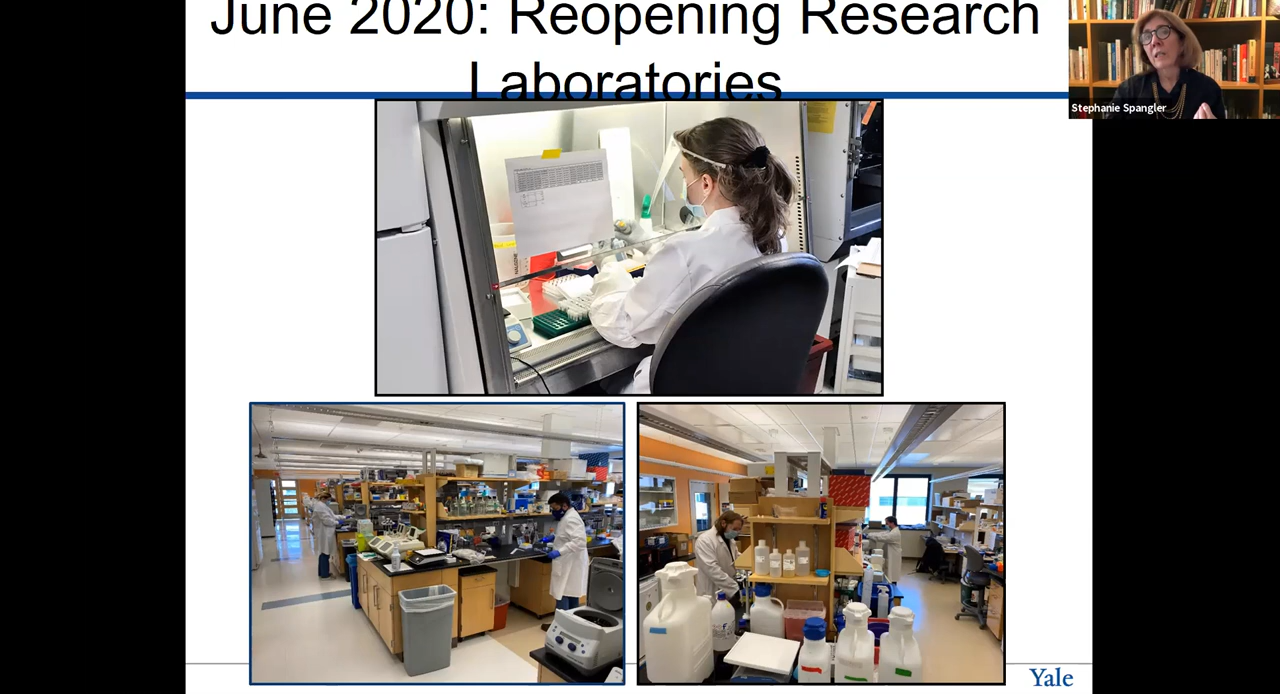 June 2020: Reopening Research
Laboratories
Stephanie Spangler
Yale